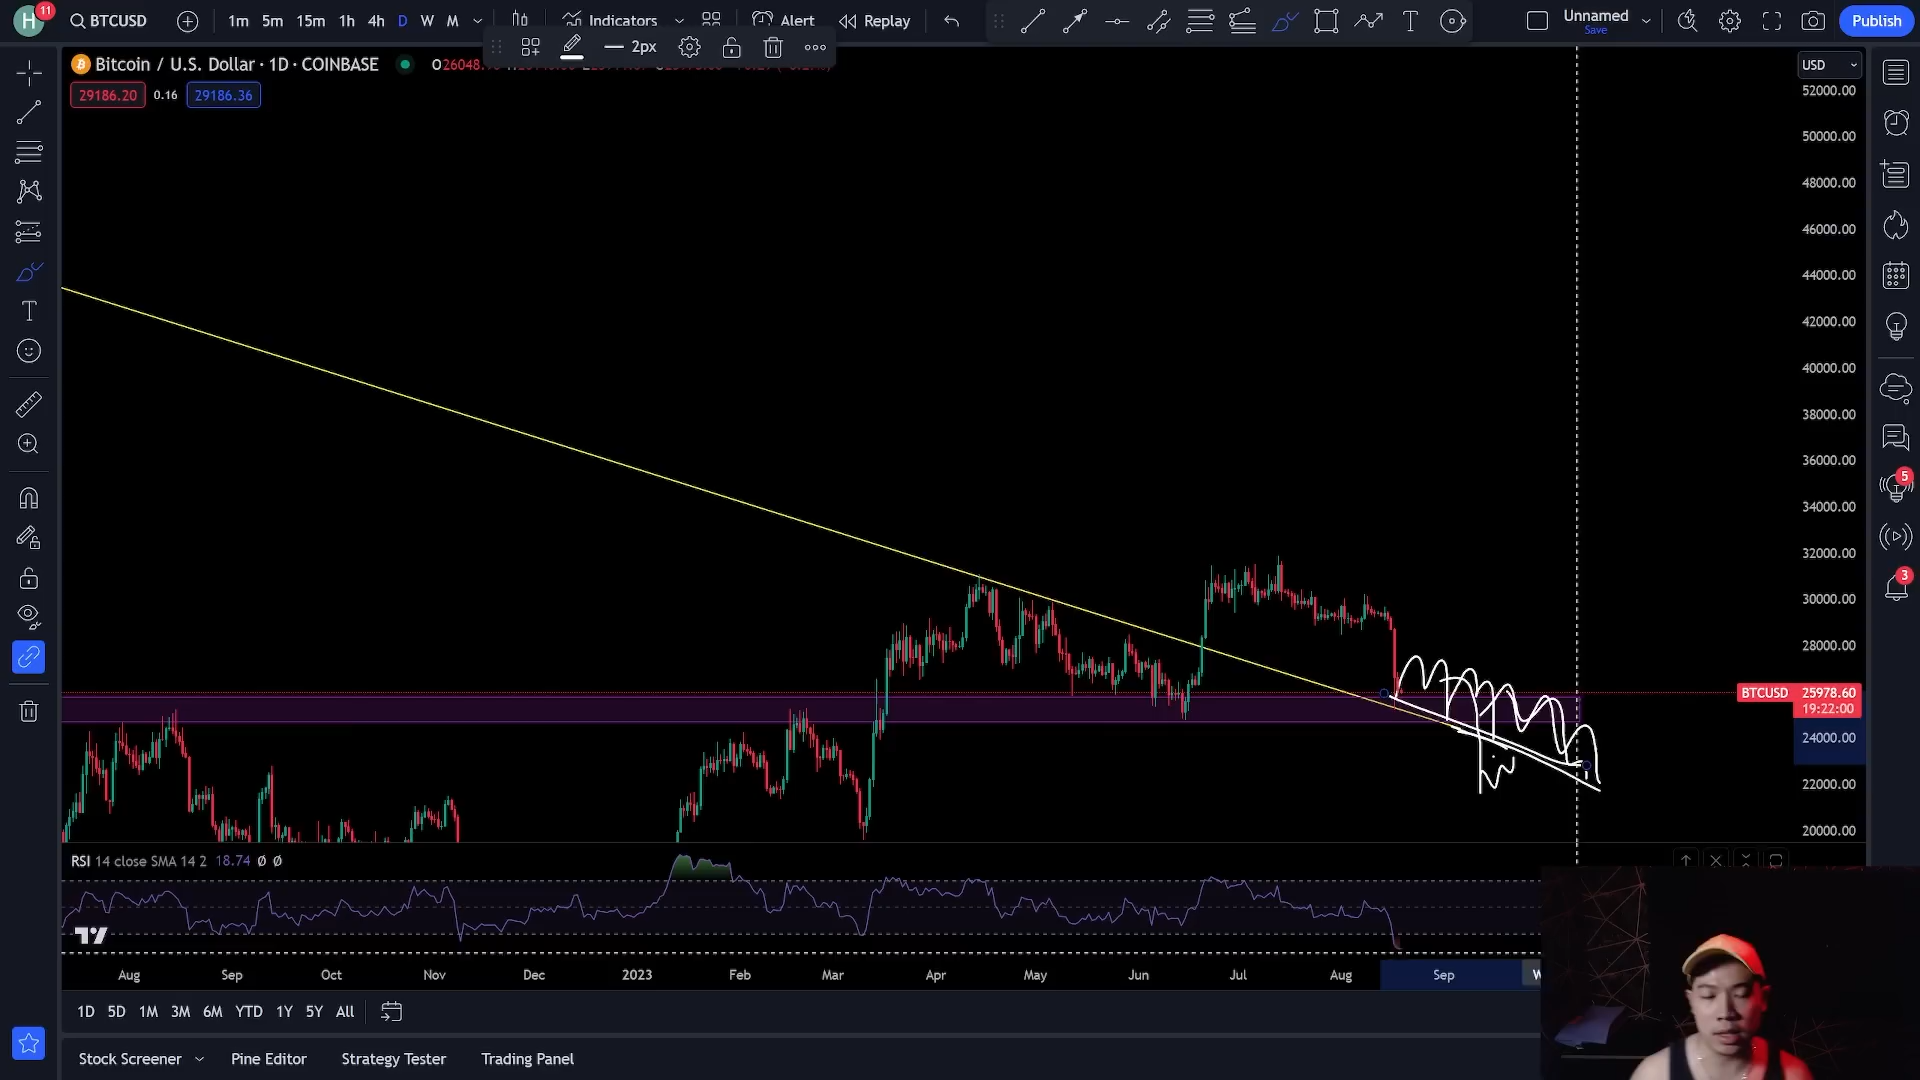 H 11 BTCUSD 1m 5m 15m 1h 4h D W M Indicators Alert Replay Unnamed Save Publish
2px
Bitcoin / U.S. Dollar · 1D · COINBASE
29186.20 0.16 29186.36
USD
52000.00
50000.00
48000.00
46000.00
44000.00
42000.00
40000.00
38000.00
36000.00
34000.00
32000.00
30000.00
28000.00
BTCUSD 25978.60
19:22:00
24000.00
22000.00
20000.00
5
3
RSI 14 close SMA 14 2 18.74 Ø Ø
Aug Sep Oct Nov Dec 2023 Feb Mar Apr May Jun Jul Aug Sep
1D 5D 1M 3M 6M YTD 1Y 5Y All
Stock Screener Pine Editor Strategy Tester Trading Panel